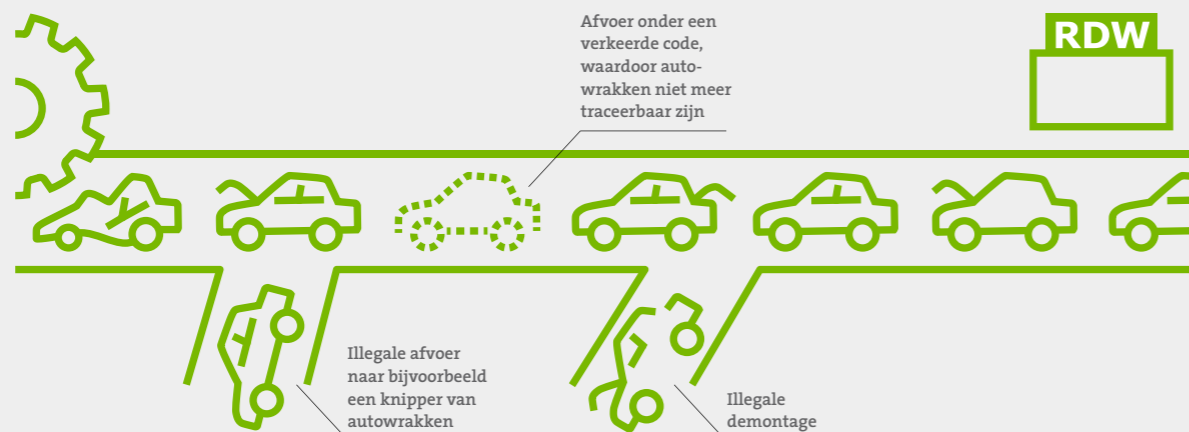 Afvoer onder een
verkeerde code,
waardoor auto-
wrakken niet meer
traceerbaar zijn
RDW
Illegale afvoer
naar bijvoorbeeld
een knipper van
autowrakken
Illegale
demontage